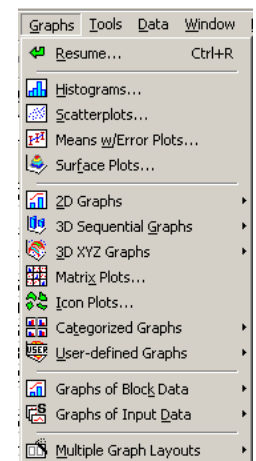 Graphs Tools Data Window
Resume... Ctrl+R
Histograms...
Scatterplots...
Means w/Error Plots...
Surface Plots...
2D Graphs
3D Sequential Graphs
3D XYZ Graphs
Matrix Plots...
Icon Plots...
Categorized Graphs
USER User-defined Graphs
Graphs of Block Data
Graphs of Input Data
Multiple Graph Layouts